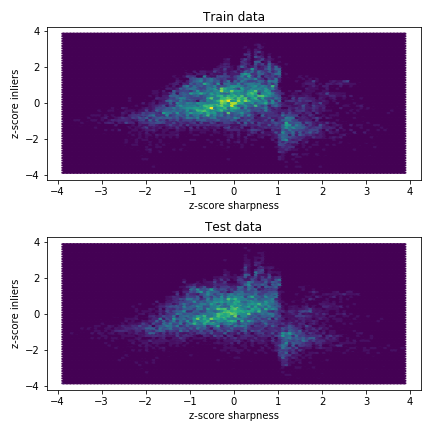 Train data
4
2
0
−2
−4
z-score inliers
−4 −3 −2 −1 0 1 2 3 4
z-score sharpness
Test data
4
2
0
−2
−4
z-score inliers
−4 −3 −2 −1 0 1 2 3 4
z-score sharpness